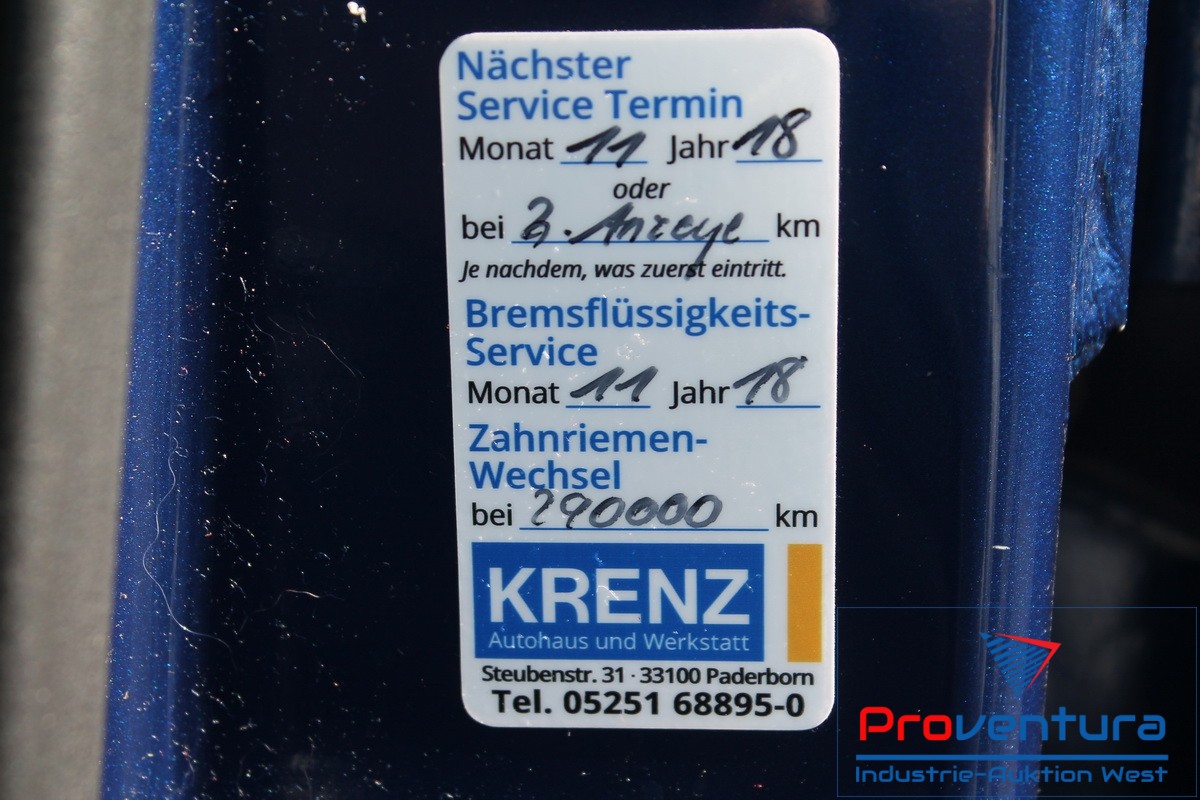 Nächster
Service Termin
Monat 11 Jahr 18
oder
bei z. Anzeye km
Je nachdem, was zuerst eintritt.
Bremsflüssigkeits-
Service
Monat 11 Jahr 18
Zahnriemen-
Wechsel
bei 290000 km
KRENZ
Autohaus und Werkstatt
Steubenstr. 31 · 33100 Paderborn
Tel. 05251 68895-0
Proventura
Industrie-Auktion West